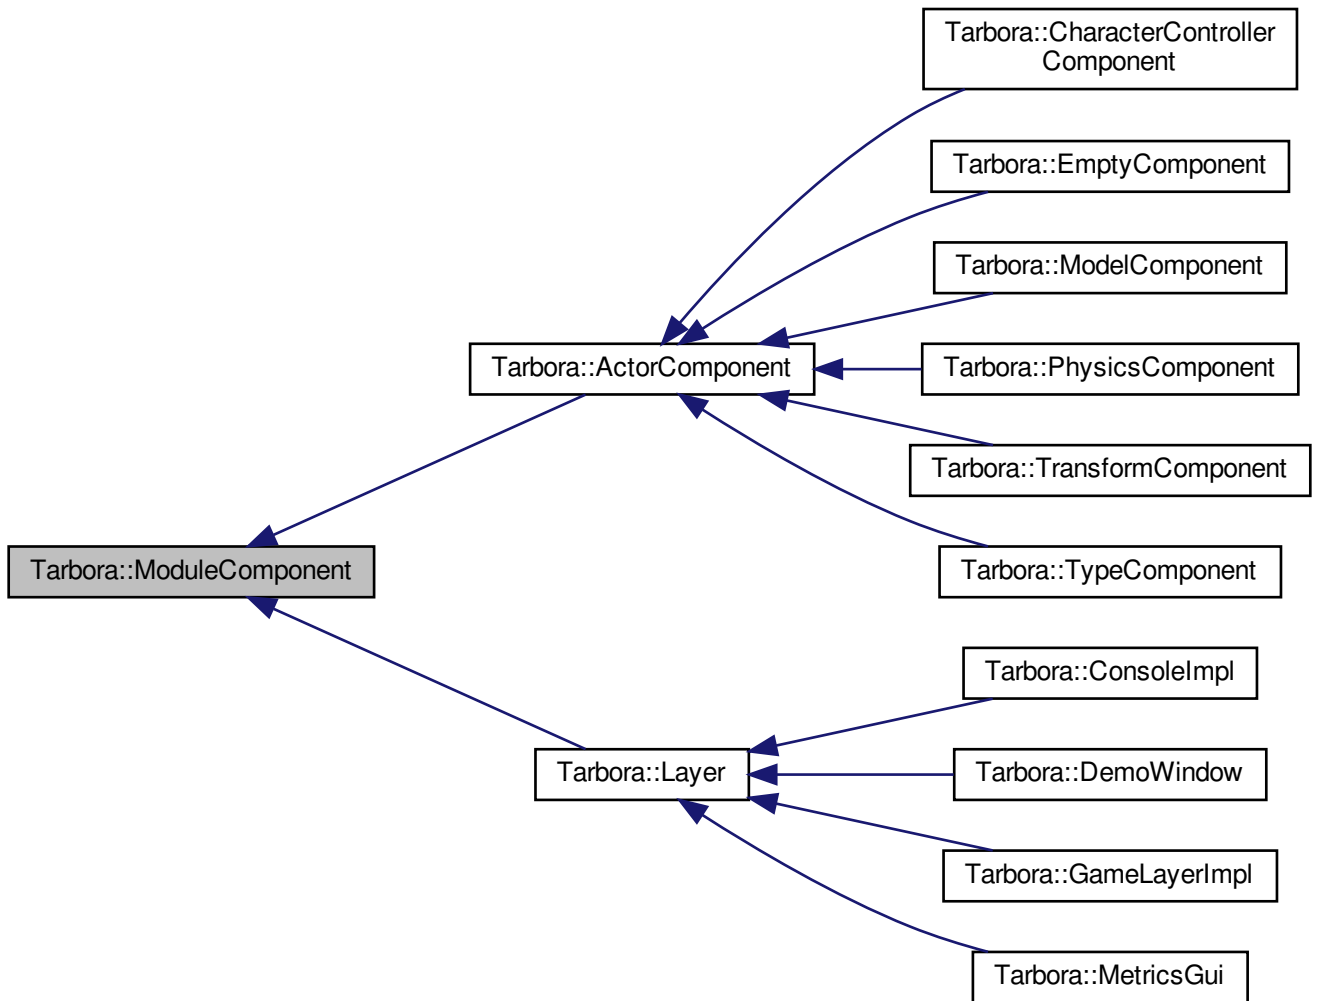 Tarbora::CharacterController
Component
Tarbora::EmptyComponent
Tarbora::ModelComponent
Tarbora::ActorComponent
Tarbora::PhysicsComponent
Tarbora::TransformComponent
Tarbora::ModuleComponent
Tarbora::TypeComponent
Tarbora::ConsoleImpl
Tarbora::Layer
Tarbora::DemoWindow
Tarbora::GameLayerImpl
Tarbora::MetricsGui